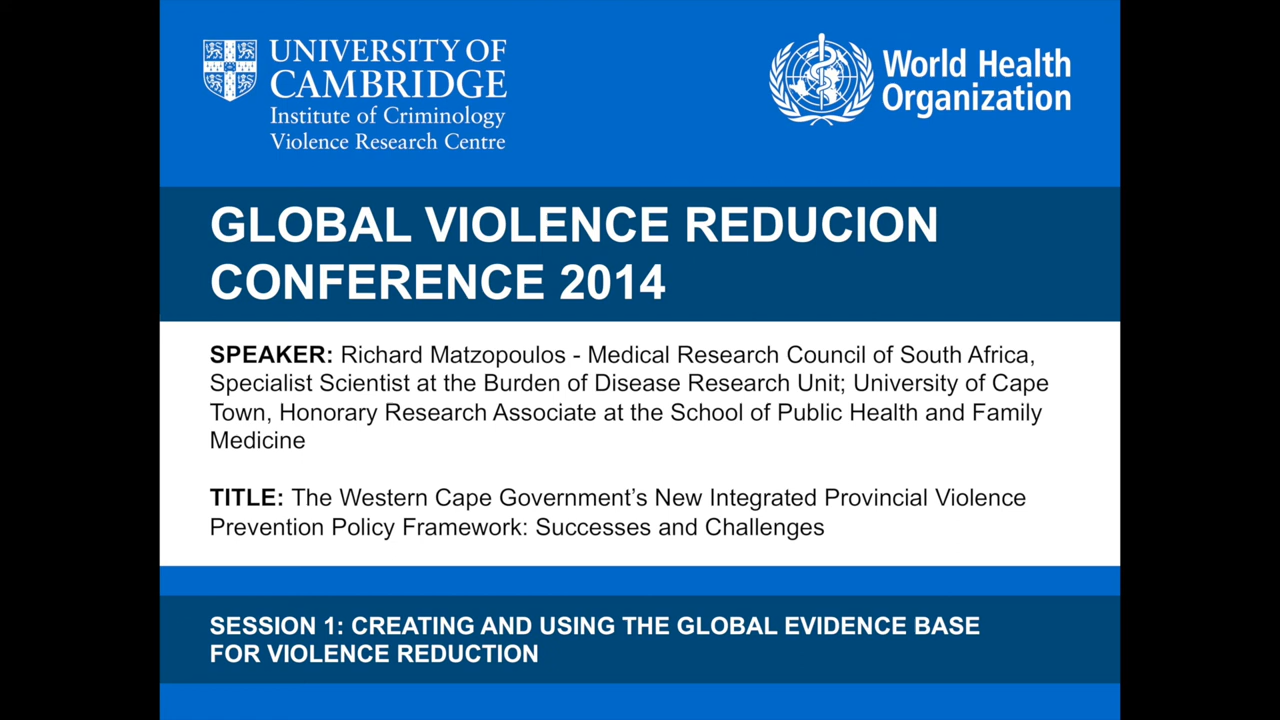 UNIVERSITY OF
CAMBRIDGE
Institute of Criminology
Violence Research Centre
World Health
Organization
GLOBAL VIOLENCE REDUCION
CONFERENCE 2014
SPEAKER: Richard Matzopoulos - Medical Research Council of South Africa,
Specialist Scientist at the Burden of Disease Research Unit; University of Cape
Town, Honorary Research Associate at the School of Public Health and Family
Medicine
TITLE: The Western Cape Government’s New Integrated Provincial Violence
Prevention Policy Framework: Successes and Challenges
SESSION 1: CREATING AND USING THE GLOBAL EVIDENCE BASE
FOR VIOLENCE REDUCTION